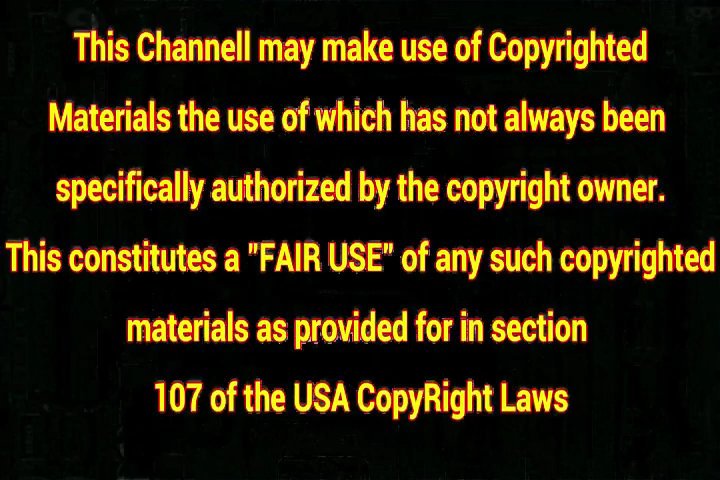 This Channell may make use of Copyrighted
Materials the use of which has not always been
specifically authorized by the copyright owner.
This constitutes a "FAIR USE" of any such copyrighted
materials as provided for in section
107 of the USA CopyRight Laws